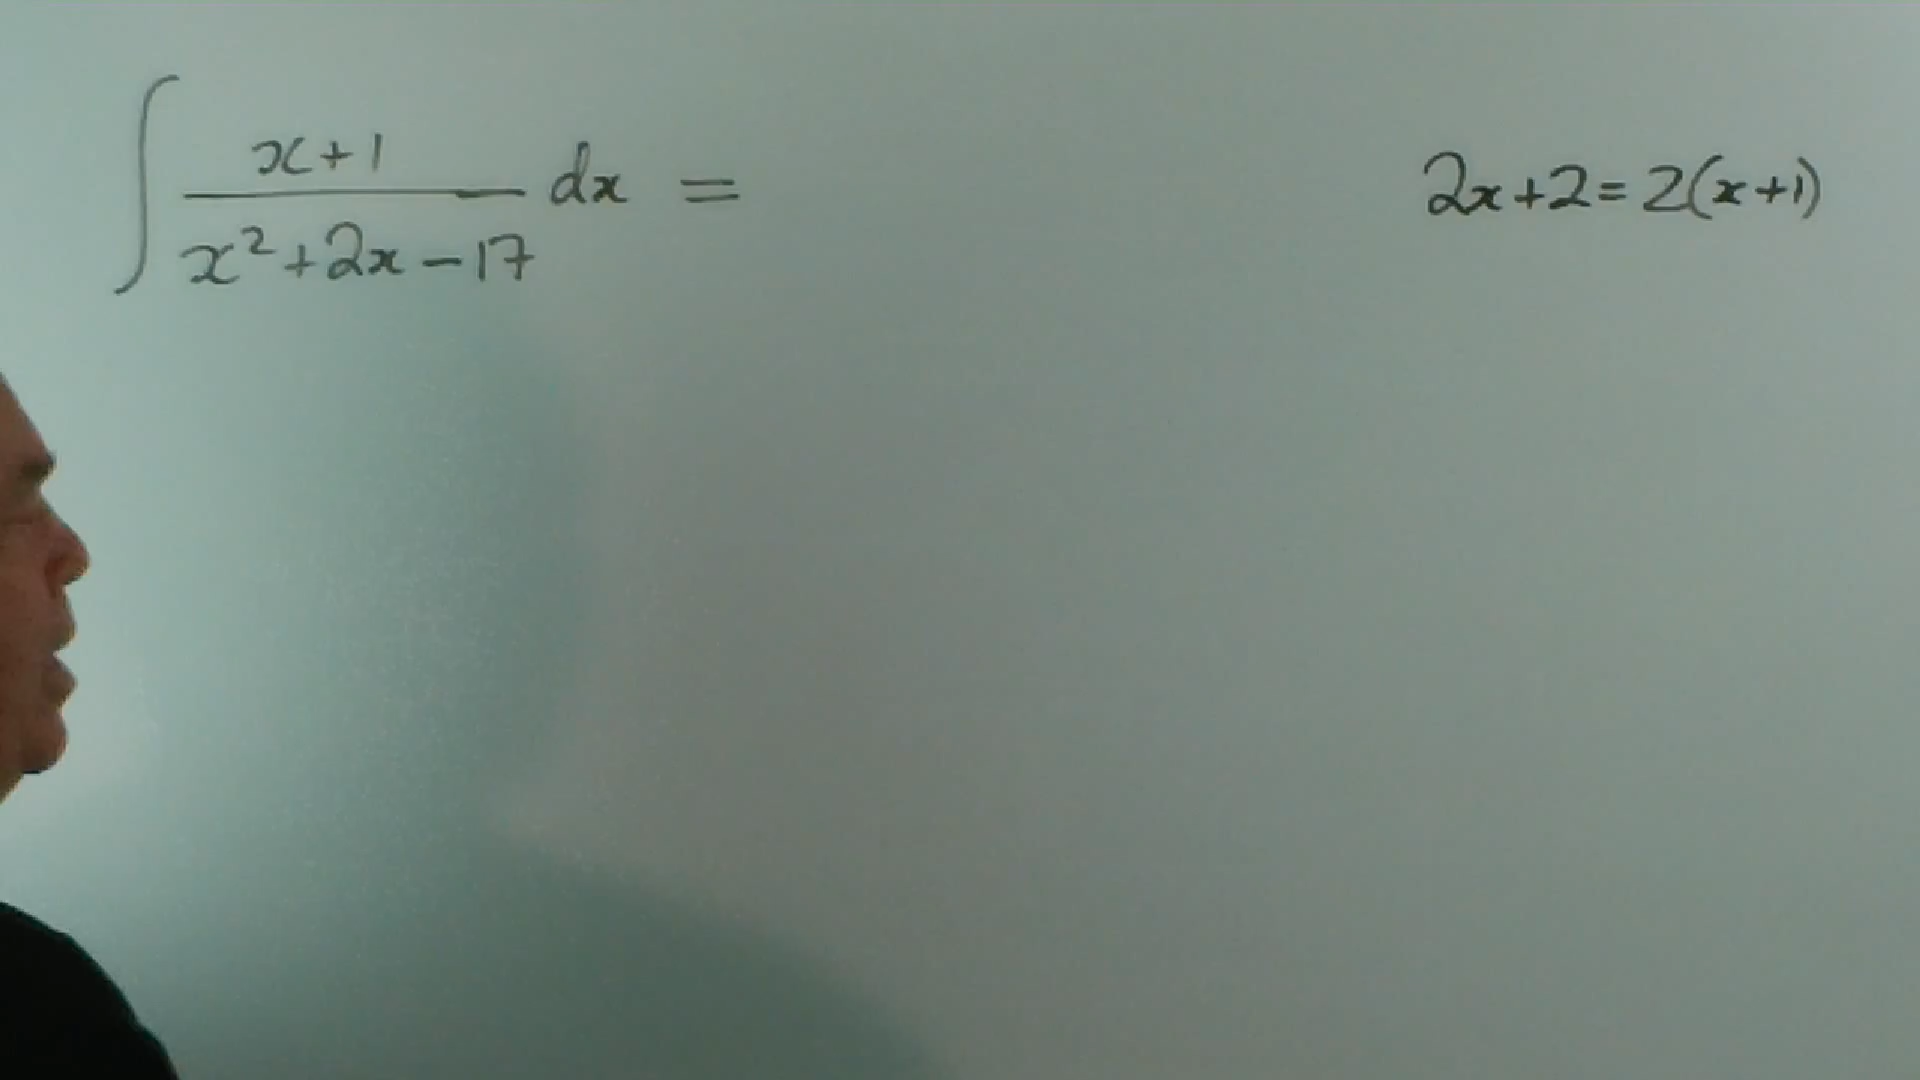 ∫ x+1 / x²+2x-17 dx =
2x+2=2(x+1)